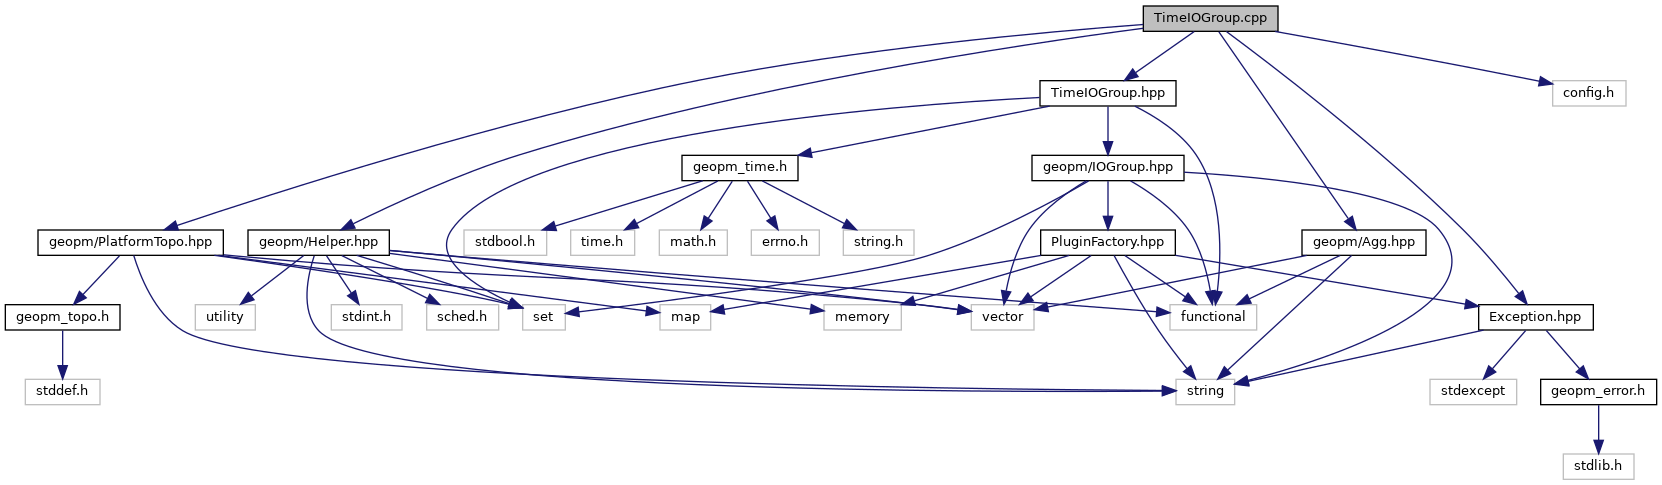 TimeIOGroup.cpp
TimeIOGroup.hpp
config.h
geopm_time.h
geopm/IOGroup.hpp
geopm/PlatformTopo.hpp
geopm/Helper.hpp
stdbool.h
time.h
math.h
errno.h
string.h
PluginFactory.hpp
geopm/Agg.hpp
geopm_topo.h
utility
stdint.h
sched.h
set
map
memory
vector
functional
Exception.hpp
stddef.h
string
stdexcept
geopm_error.h
stdlib.h